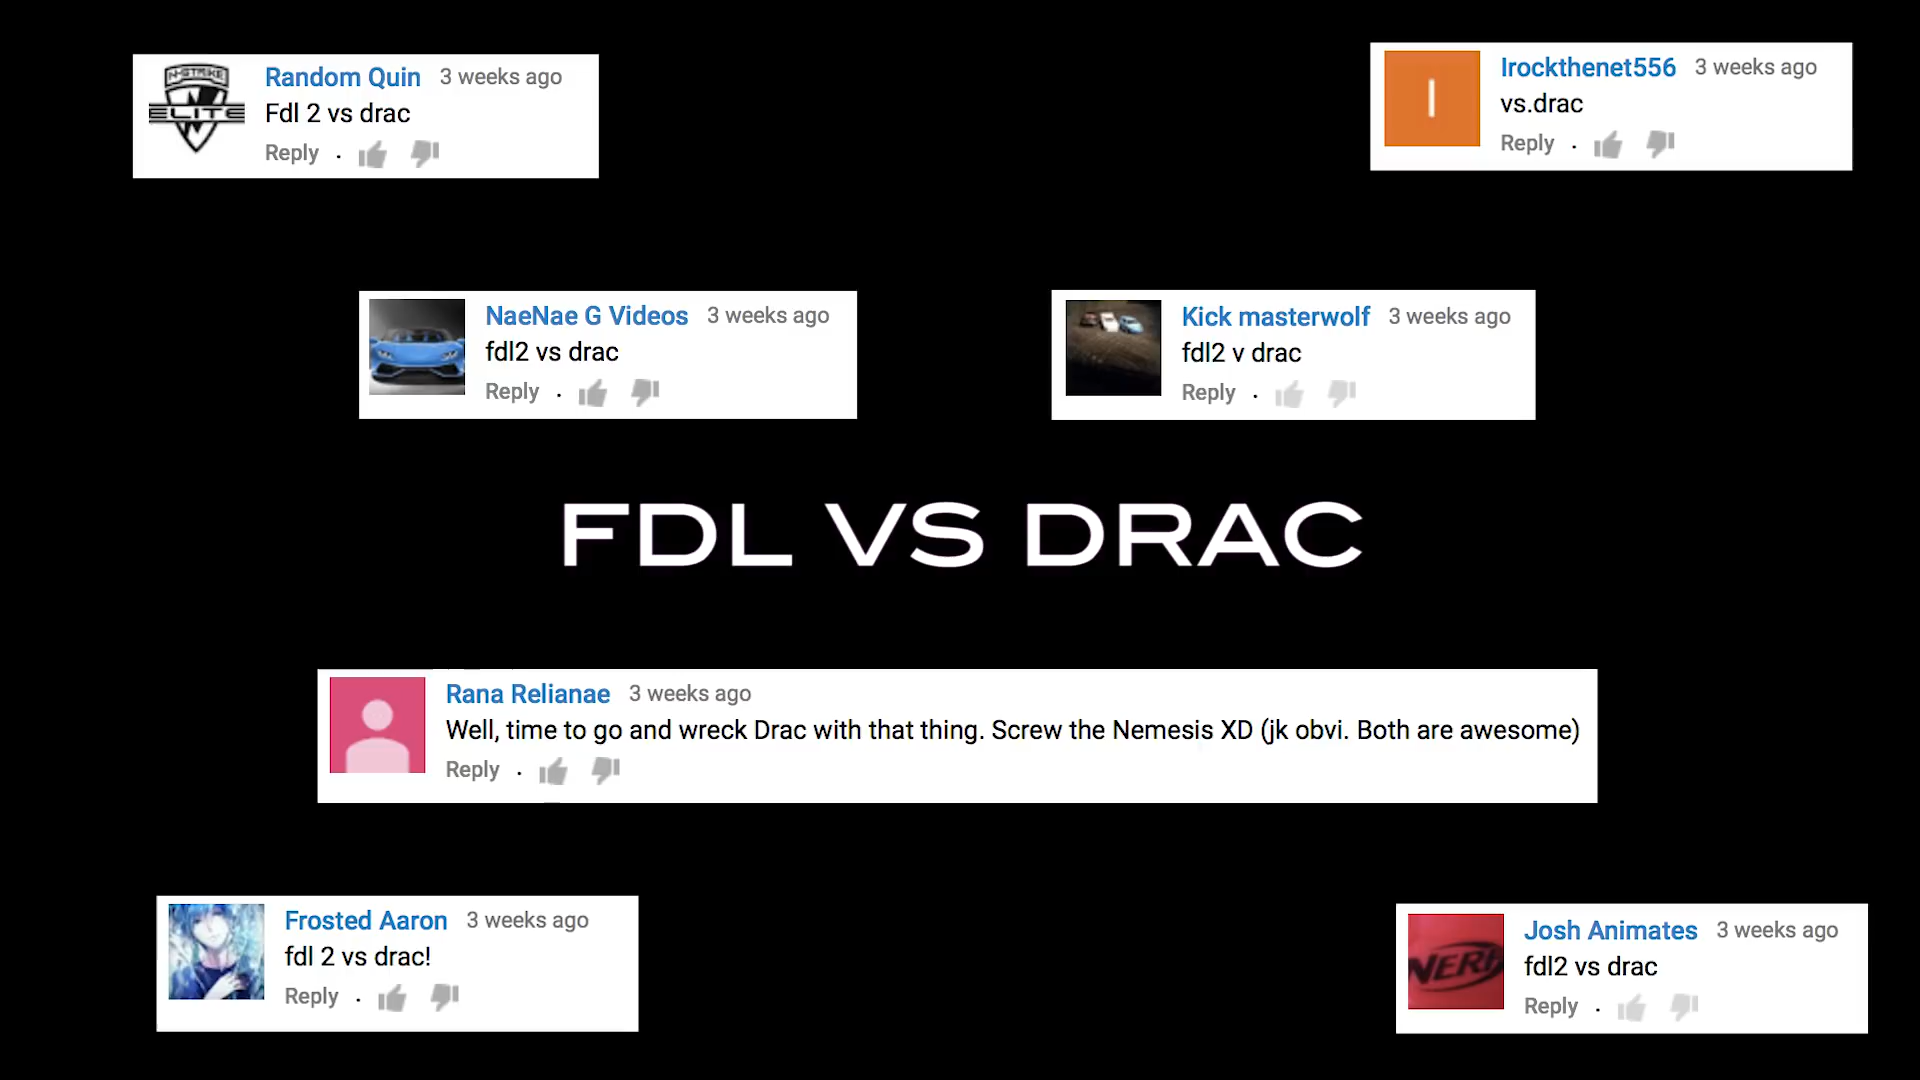 N-STRIKE
ELITE
Random Quin 3 weeks ago
Fdl 2 vs drac
Reply
I
Irockthenet556 3 weeks ago
vs.drac
Reply
NaeNae G Videos 3 weeks ago
fdl2 vs drac
Reply
Kick masterwolf 3 weeks ago
fdl2 v drac
Reply
FDL VS DRAC
Rana Relianae 3 weeks ago
Well, time to go and wreck Drac with that thing. Screw the Nemesis XD (jk obvi. Both are awesome)
Reply
Frosted Aaron 3 weeks ago
fdl 2 vs drac!
Reply
NERF
Josh Animates 3 weeks ago
fdl2 vs drac
Reply